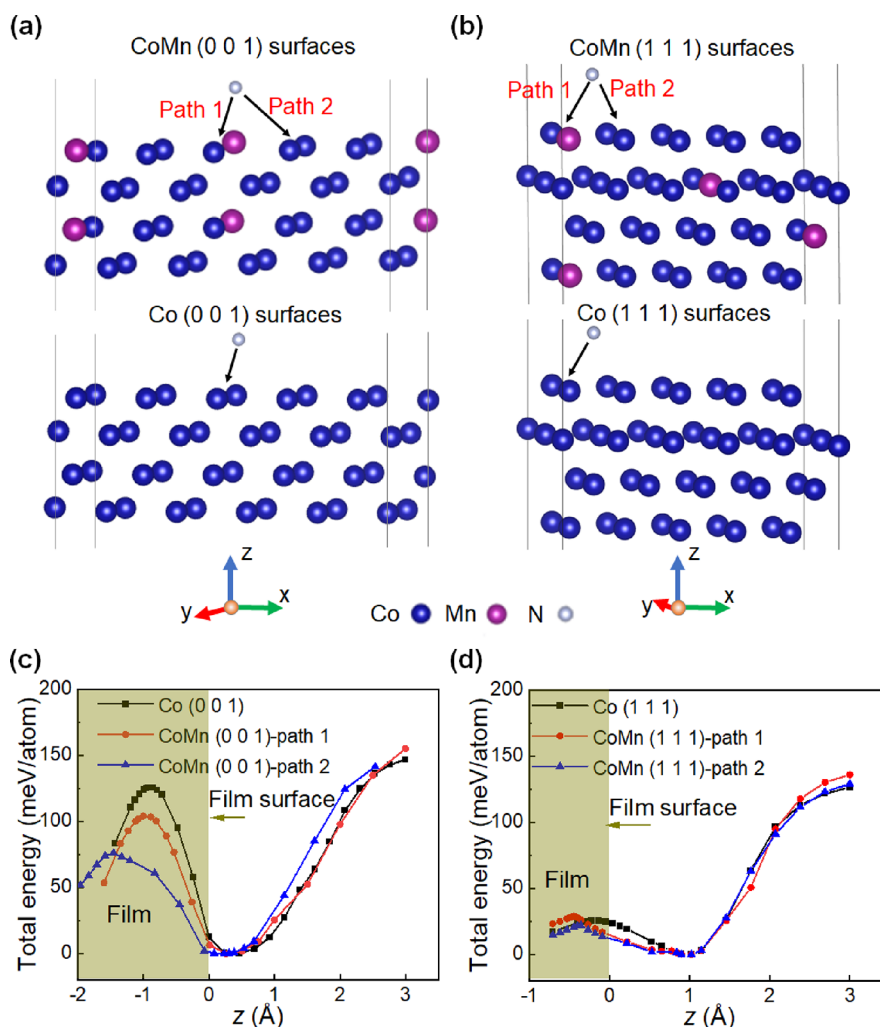 (a)
CoMn (0 0 1) surfaces
Path 1
Path 2
Co (0 0 1) surfaces
(b)
CoMn (1 1 1) surfaces
Path 1
Path 2
Co (1 1 1) surfaces
z
y
x
z
y
x
Co
Mn
N
(c)
200
150
100
50
0
Total energy (meV/atom)
Co (0 0 1)
CoMn (0 0 1)-path 1
CoMn (0 0 1)-path 2
Film surface
Film
-2
-1
0
1
2
3
z (Å)
(d)
200
150
100
50
0
Total energy (meV/atom)
Co (1 1 1)
CoMn (1 1 1)-path 1
CoMn (1 1 1)-path 2
Film surface
Film
-1
0
1
2
3
z (Å)